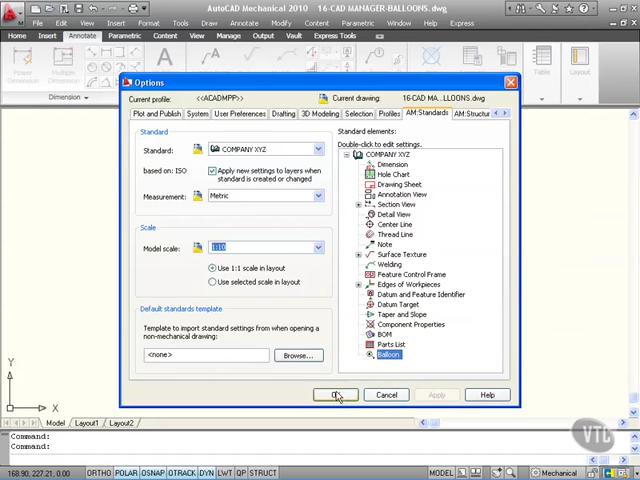 AutoCAD Mechanical 2010 16-CAD MANAGER-BALLOONS.dwg
File Edit View Insert Format Tools Draw Annotate Modify Content Parametric Window Help Express
Home Insert Annotate Parametric Content View Manage Output Vault Express Tools
Power Dimension
Multiple Dimensions
Table
Layout
Dimension
Options
Current profile: <<ACADMPP>> Current drawing: 16-CAD MA...LLOONS.dwg
Plot and Publish System User Preferences Drafting 3D Modeling Selection Profiles AM:Standards AM:Structur
Standard
Standard: COMPANY XYZ
based on: ISO
Apply new settings to layers when standard is created or changed
Measurement: Metric
Scale
Model scale: 1:10
Use 1:1 scale in layout
Use selected scale in layout
Default standards template
Template to import standard settings from when opening a
non-mechanical drawing:
<none> Browse...
Standard elements:
Double-click to edit settings.
COMPANY XYZ
Dimension
Hole Chart
Drawing Sheet
Annotation View
Section View
Detail View
Center Line
Thread Line
Note
Surface Texture
Welding
Feature Control Frame
Edges of Workpieces
Datum and Feature Identifier
Datum Target
Taper and Slope
Component Properties
BOM
Parts List
Balloon
Cancel Apply Help
Y
X
Model Layout1 Layout2
Command:
Command:
VTC
168.90, 227.21, 0.00 ORTHO POLAR OSNAP OTRACK DYN LWT QP STRUCT MODEL Mechanical